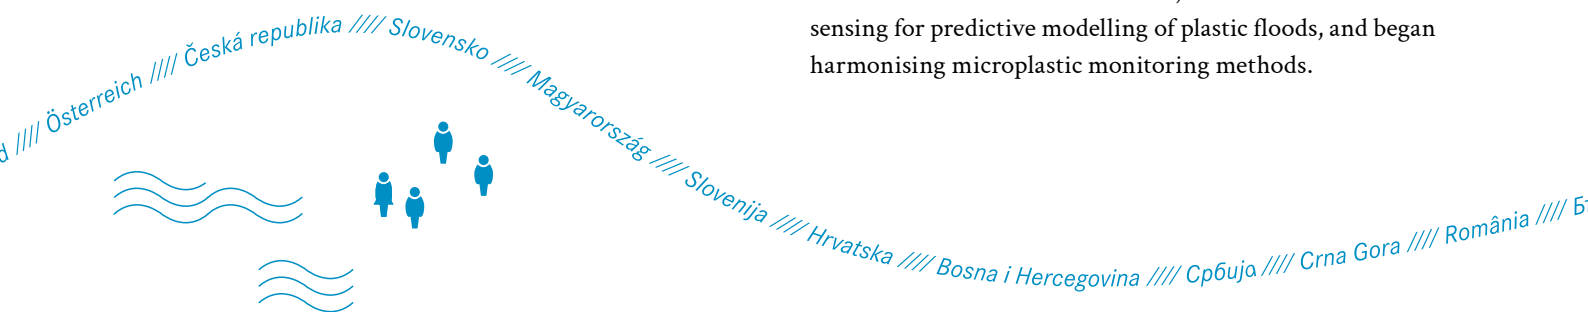 sensing for predictive modelling of plastic floods, and began
harmonising microplastic monitoring methods.
//// Österreich //// Česká republika //// Slovensko //// Magyarország //// Slovenija //// Hrvatska //// Bosna i Hercegovina //// Србија //// Crna Gora //// România ////